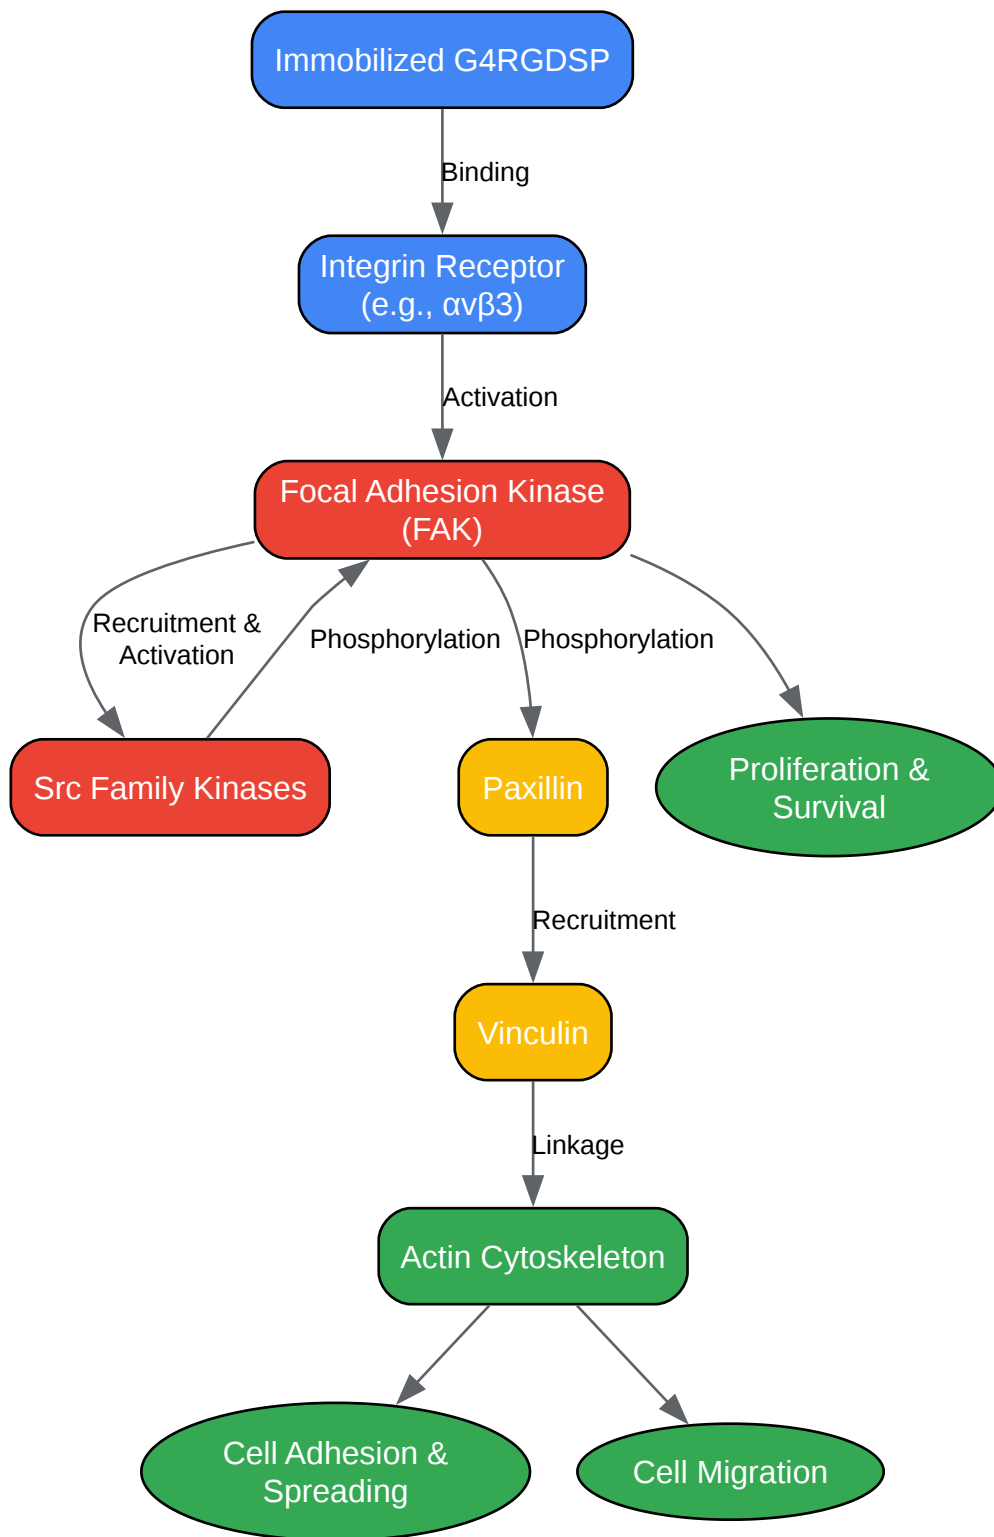 Immobilized G4RGDSP
Binding
Integrin Receptor
(e.g., αvβ3)
Activation
Focal Adhesion Kinase
(FAK)
Recruitment &
Activation
Phosphorylation
Phosphorylation
Src Family Kinases
Paxillin
Proliferation &
Survival
Recruitment
Vinculin
Linkage
Actin Cytoskeleton
Cell Adhesion &
Spreading
Cell Migration